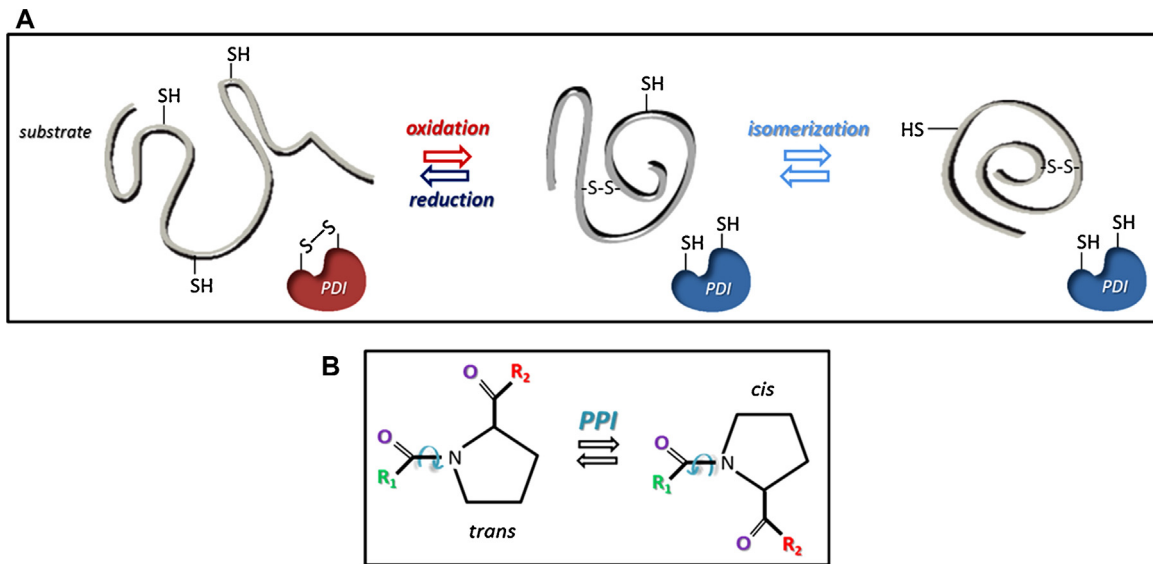 A
substrate
SH
SH
SH
S-S
PDI
oxidation
reduction
SH
-S-S-
SH
SH
PDI
isomerization
HS
-S-S-
SH
SH
PDI
B
O
R1
N
O
R2
trans
PPI
cis
O
R1
N
O
R2